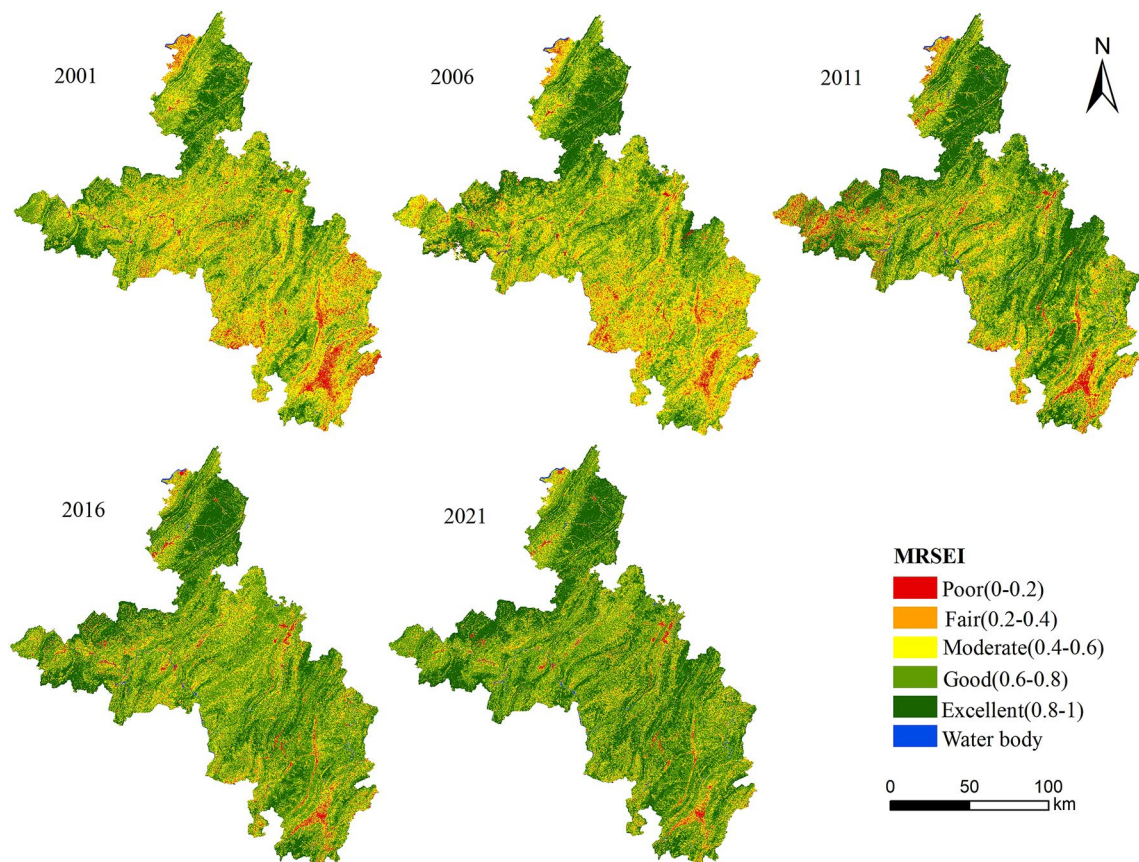 2001
2006
2011
N
2016
2021
MRSEI
Poor(0-0.2)
Fair(0.2-0.4)
Moderate(0.4-0.6)
Good(0.6-0.8)
Excellent(0.8-1)
Water body
0 50 100
km